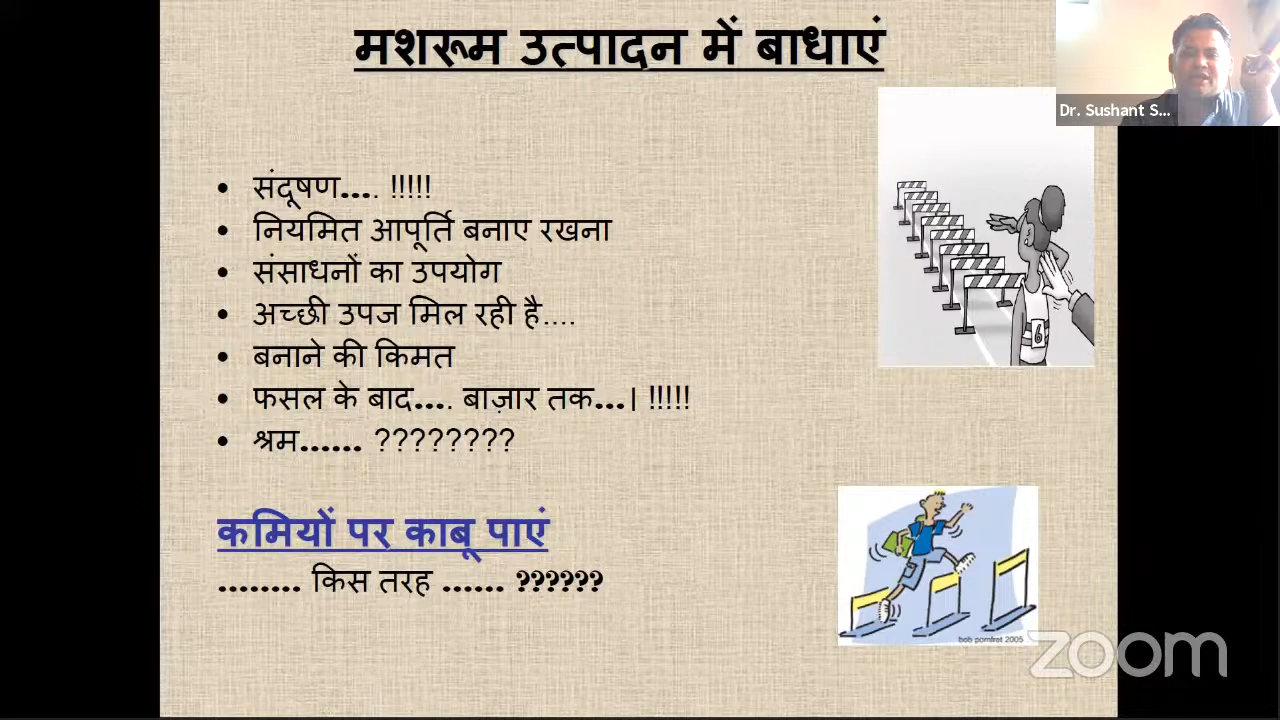 मशरूम उत्पादन में बाधाएं
Dr. Sushant S...
• संदूषण.... !!!!!
• नियमित आपूर्ति बनाए रखना
• संसाधनों का उपयोग
• अच्छी उपज मिल रही है....
• बनाने की किमत
• फसल के बाद.... बाज़ार तक...। !!!!!
• श्रम...... ????????
6
कमियों पर काबू पाएं
........ किस तरह ...... ??????
bob pomfret 2005
zoom